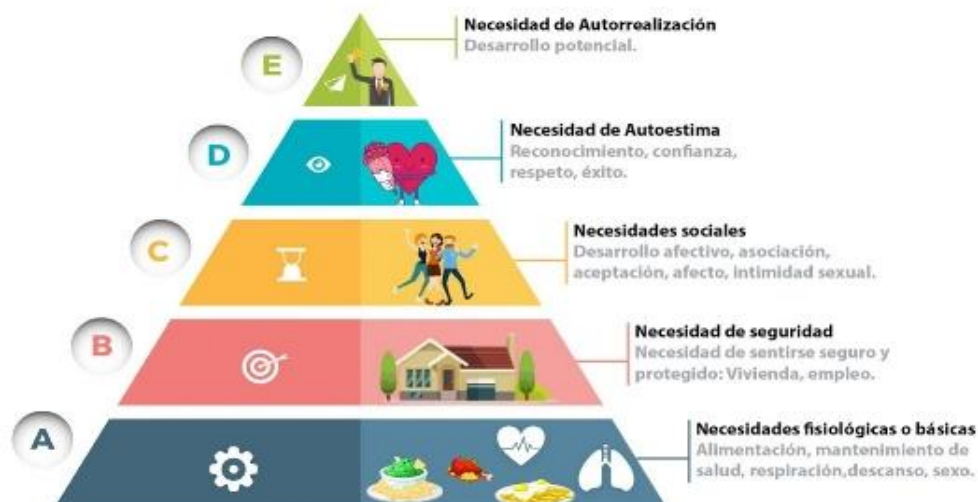 E
Necesidad de Autorrealización
Desarrollo potencial.
D
Necesidad de Autoestima
Reconocimiento, confianza,
respeto, éxito.
C
Necesidades sociales
Desarrollo afectivo, asociación,
aceptación, afecto, intimidad sexual.
B
Necesidad de seguridad
Necesidad de sentirse seguro y
protegido: Vivienda, empleo.
A
Necesidades fisiológicas o básicas
Alimentación, mantenimiento de
salud, respiración,descanso, sexo.